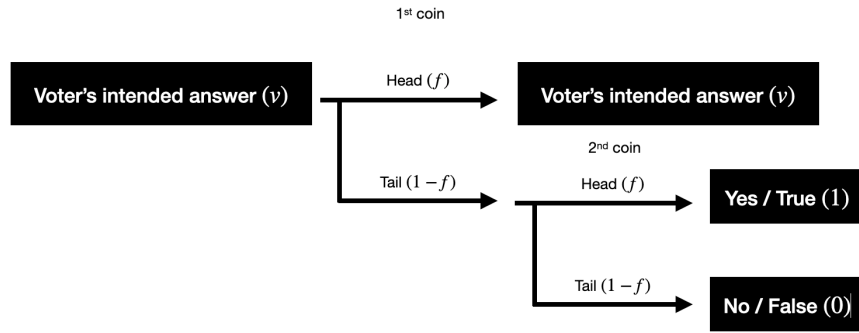 1st coin
Voter's intended answer (v)
Head (f)
Voter's intended answer (v)
2nd coin
Tail (1 − f)
Head (f)
Yes / True (1)
Tail (1 − f)
No / False (0)